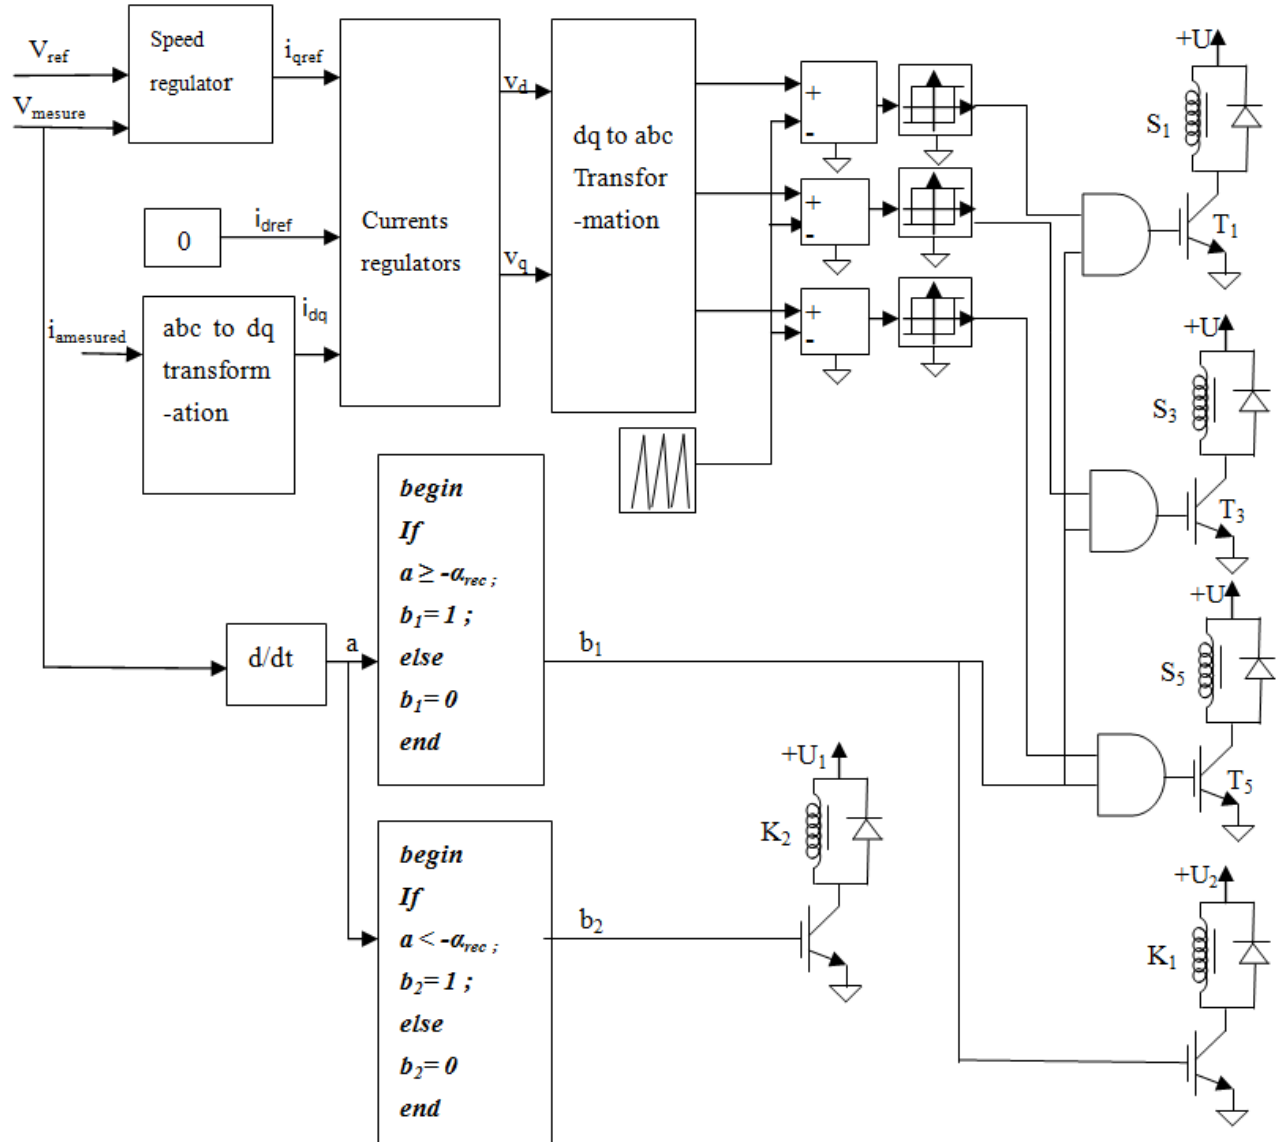 Speed
regulator
V_ref
V_mesure
i_qref
0
i_dref
i_amesured
abc to dq
transform
-ation
i_dq
Currents
regulators
v_d
v_q
dq to abc
Transfor
-mation
+
-
+
-
+
-
+U
S_1
T_1
+U
S_3
T_3
+U
S_5
T_5
d/dt
a
begin
If
a ≥ -α_rec ;
b_1= 1 ;
else
b_1= 0
end
b_1
begin
If
a < -α_rec ;
b_2= 1 ;
else
b_2= 0
end
b_2
+U_1
K_2
+U_2
K_1